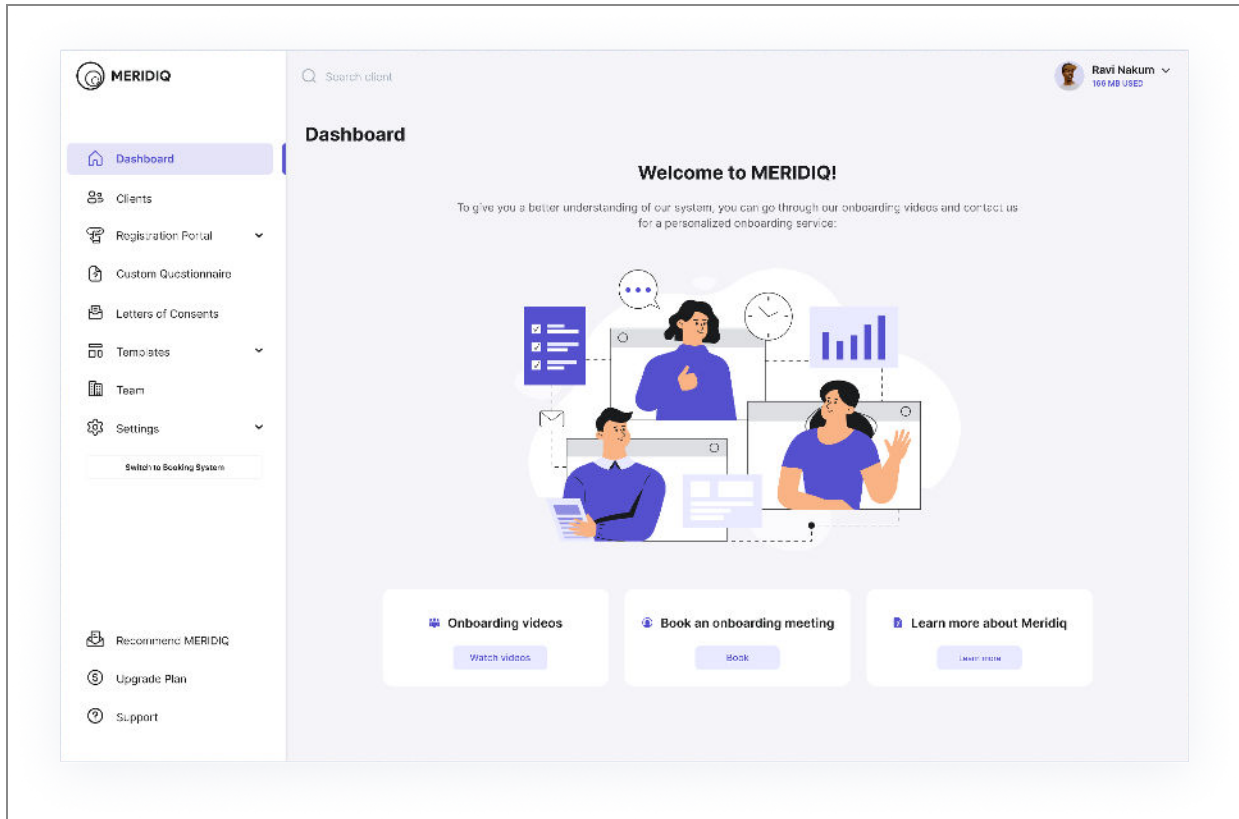 MERIDIQ
Search client
Ravi Nakum
166 MB USED
Dashboard
Clients
Registration Portal
Custom Questionnaire
Letters of Consents
Templates
Team
Settings
Switch to Booking System
Recommend MERIDIQ
Upgrade Plan
Support
Dashboard
Welcome to MERIDIQ!
To give you a better understanding of our system, you can go through our onboarding videos and contact us
for a personalized onboarding service:
Onboarding videos
Watch videos
Book an onboarding meeting
Book
Learn more about Meridiq
Learn more